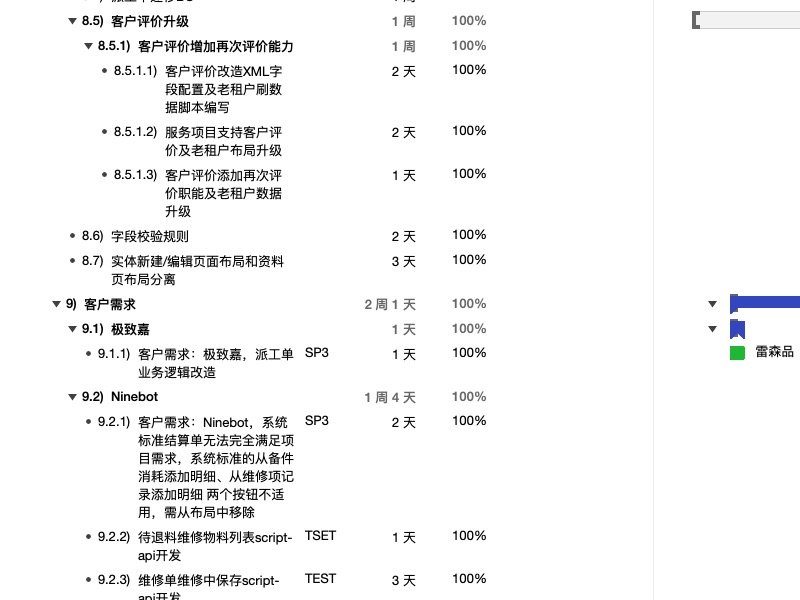 8.5) 客户评价升级 1 周 100%
8.5.1) 客户评价增加再次评价能力 1 周 100%
8.5.1.1) 客户评价改造XML字 2 天 100%
段配置及老租户刷数
据脚本编写
8.5.1.2) 服务项目支持客户评 2 天 100%
价及老租户布局升级
8.5.1.3) 客户评价添加再次评 1 天 100%
价职能及老租户数据
升级
8.6) 字段校验规则 2 天 100%
8.7) 实体新建/编辑页面布局和资料 3 天 100%
页布局分离
9) 客户需求 2 周 1 天 100%
9.1) 极致嘉 1 天 100%
9.1.1) 客户需求：极致嘉，派工单 SP3 1 天 100% 雷森品
业务逻辑改造
9.2) Ninebot 1 周 4 天 100%
9.2.1) 客户需求：Ninebot，系统 SP3 2 天 100%
标准结算单无法完全满足项
目需求，系统标准的从备件
消耗添加明细、从维修项记
录添加明细 两个按钮不适
用，需从布局中移除
9.2.2) 待退料维修物料列表script- TSET 1 天 100%
api开发
9.2.3) 维修单维修中保存script- TEST 3 天 100%
api开发